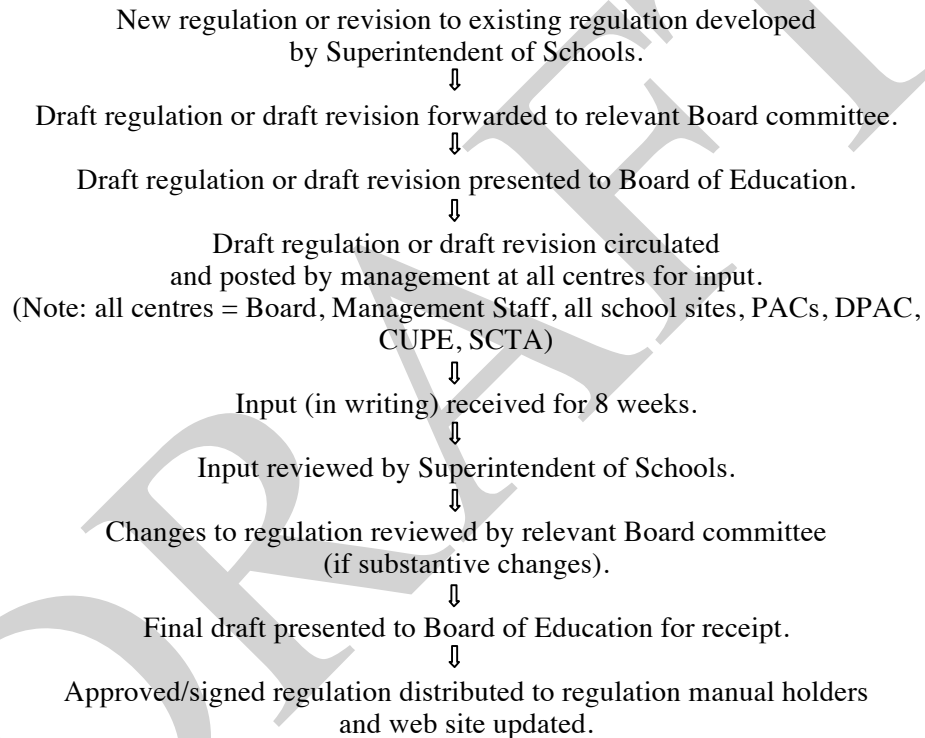 New regulation or revision to existing regulation developed
by Superintendent of Schools.
⇩
Draft regulation or draft revision forwarded to relevant Board committee.
⇩
Draft regulation or draft revision presented to Board of Education.
⇩
Draft regulation or draft revision circulated
and posted by management at all centres for input.
(Note: all centres = Board, Management Staff, all school sites, PACs, DPAC,
CUPE, SCTA)
⇩
Input (in writing) received for 8 weeks.
⇩
Input reviewed by Superintendent of Schools.
⇩
Changes to regulation reviewed by relevant Board committee
(if substantive changes).
⇩
Final draft presented to Board of Education for receipt.
⇩
Approved/signed regulation distributed to regulation manual holders
and web site updated.
DRAFT